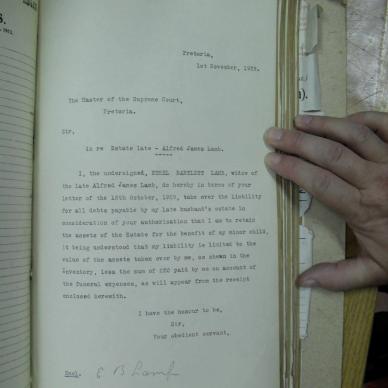 Pretoria,
1st November,
The Master of the Supreme Court,
Pretoria.
Sir,
in re Estate late - Alfred James Lamb.
I, the undersigned, ETHEL BARTLETT LAMB, widow of
the late Alfred James Lamb, do hereby in terms of your
letter of the October, take over the liability
for all debts payable by my late husband's estate in
consideration of your authorisation that I am to retain
the assets of the Estate for the benefit of my minor child,
it being understood that my liability is limited to the
value of the assets taken over by me, as shewn in the
inventory, less the sum of paid by me on account of
the funeral expenses, as will appear from the receipt
enclosed herewith.
I have the honour to be,
Sir,
Your obedient servant,
Encl. E B Lamb